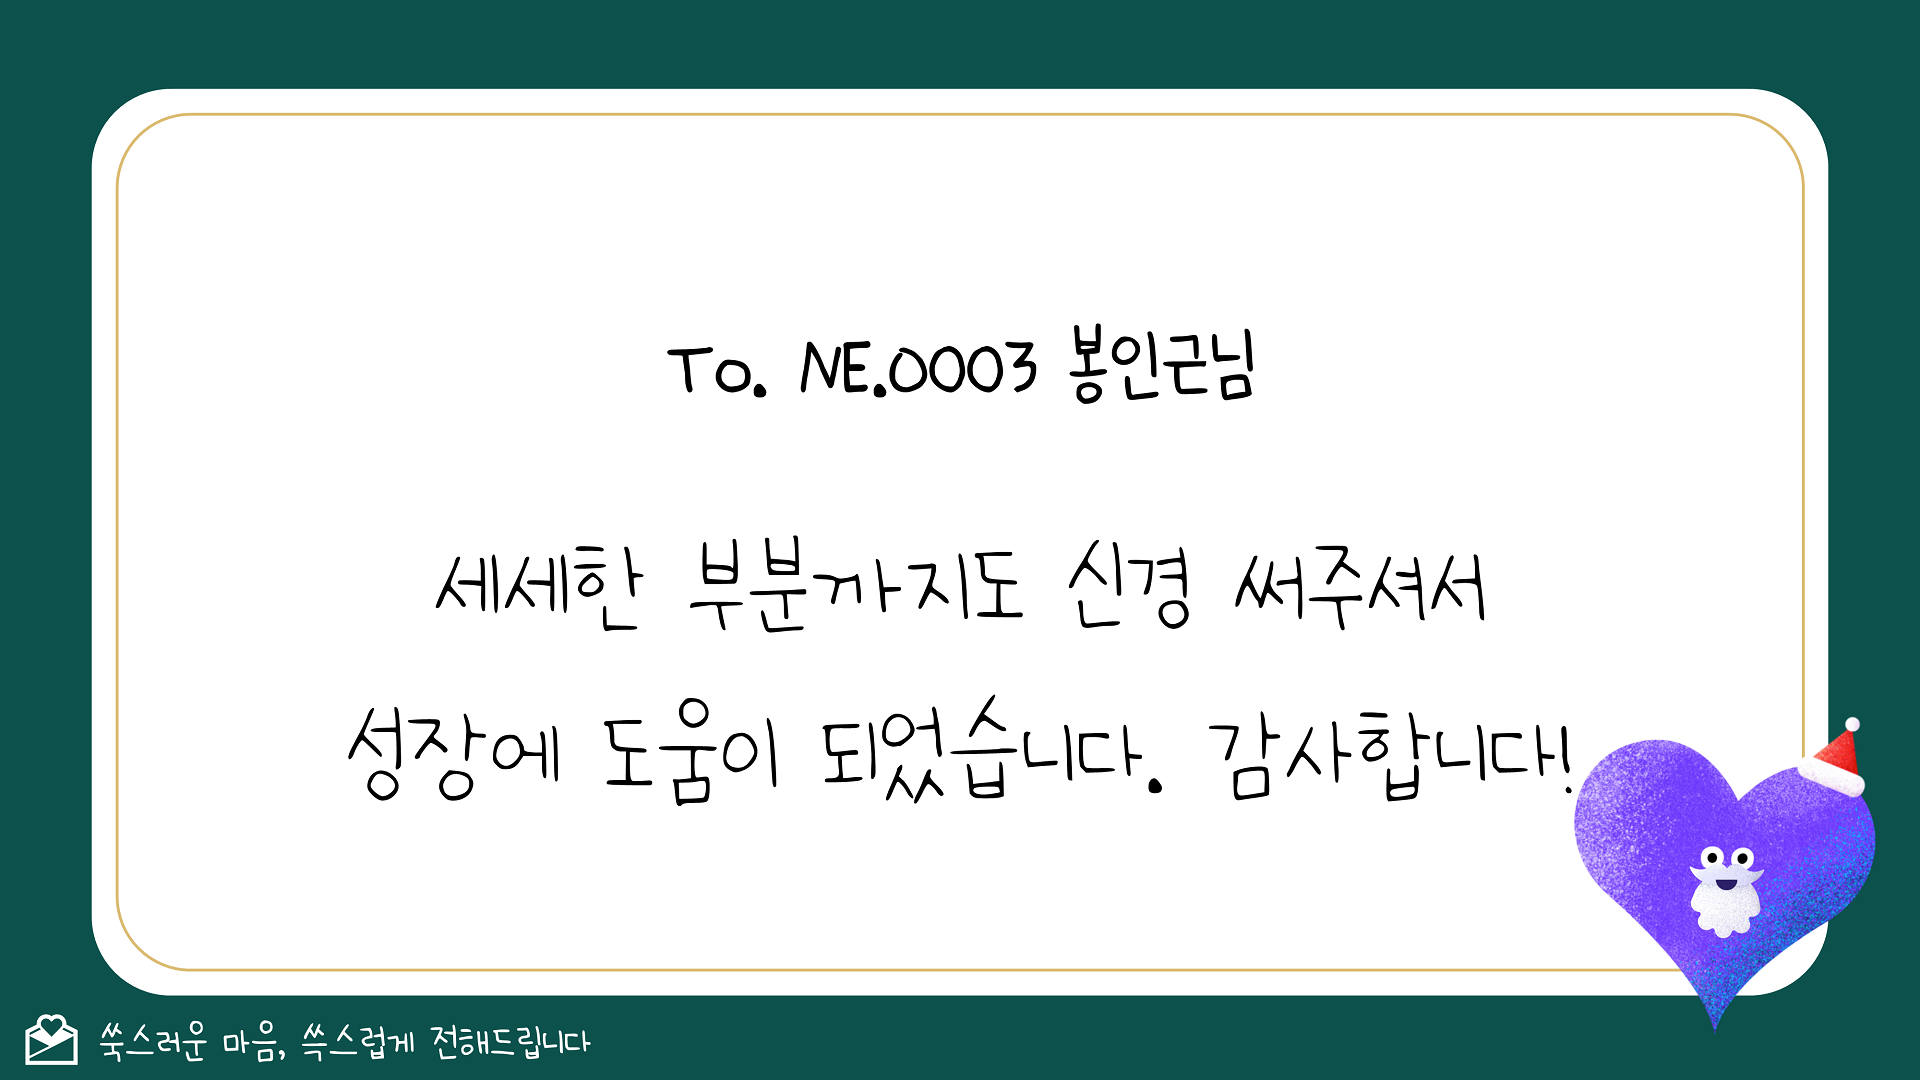 To. NE.0003 봉인근님
세세한 부분까지도 신경 써주셔서
성장에 도움이 되었습니다. 감사합니다!
쑥스러운 마음, 쓱스럽게 전해드립니다